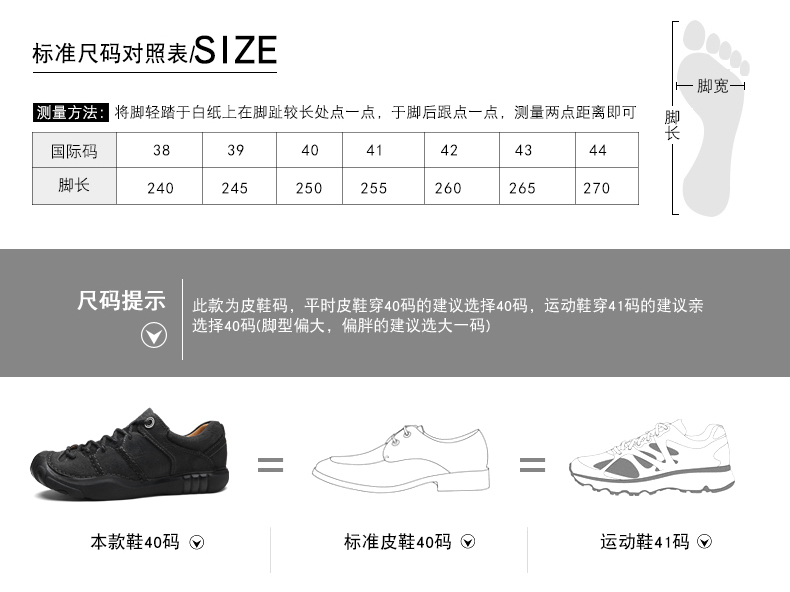 标准尺码对照表/SIZE
测量方法: 将脚轻踏于白纸上在脚趾较长处点一点，于脚后跟点一点，测量两点距离即可
国际码 38 39 40 41 42 43 44
脚长 240 245 250 255 260 265 270
脚宽
脚长
尺码提示
此款为皮鞋码，平时皮鞋穿40码的建议选择40码，运动鞋穿41码的建议亲
选择40码(脚型偏大，偏胖的建议选大一码)
本款鞋40码
标准皮鞋40码
运动鞋41码